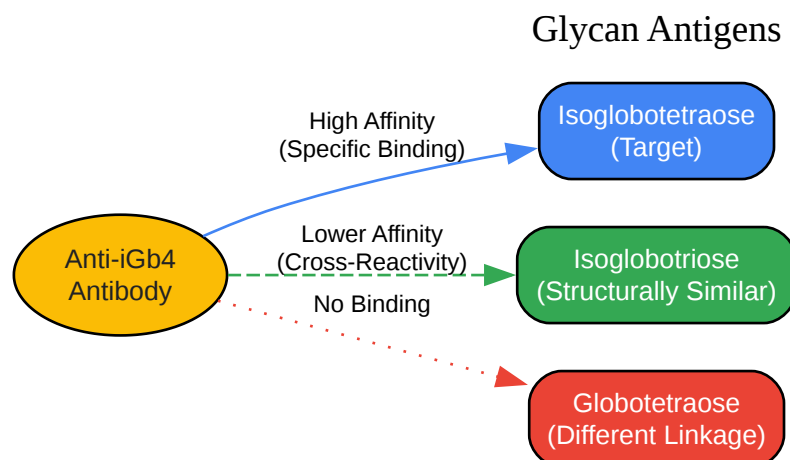 Glycan Antigens
Isoglobotetraose
(Target)
High Affinity
(Specific Binding)
Lower Affinity
(Cross-Reactivity)
Isoglobotriose
(Structurally Similar)
Anti-iGb4
Antibody
No Binding
Globotetraose
(Different Linkage)